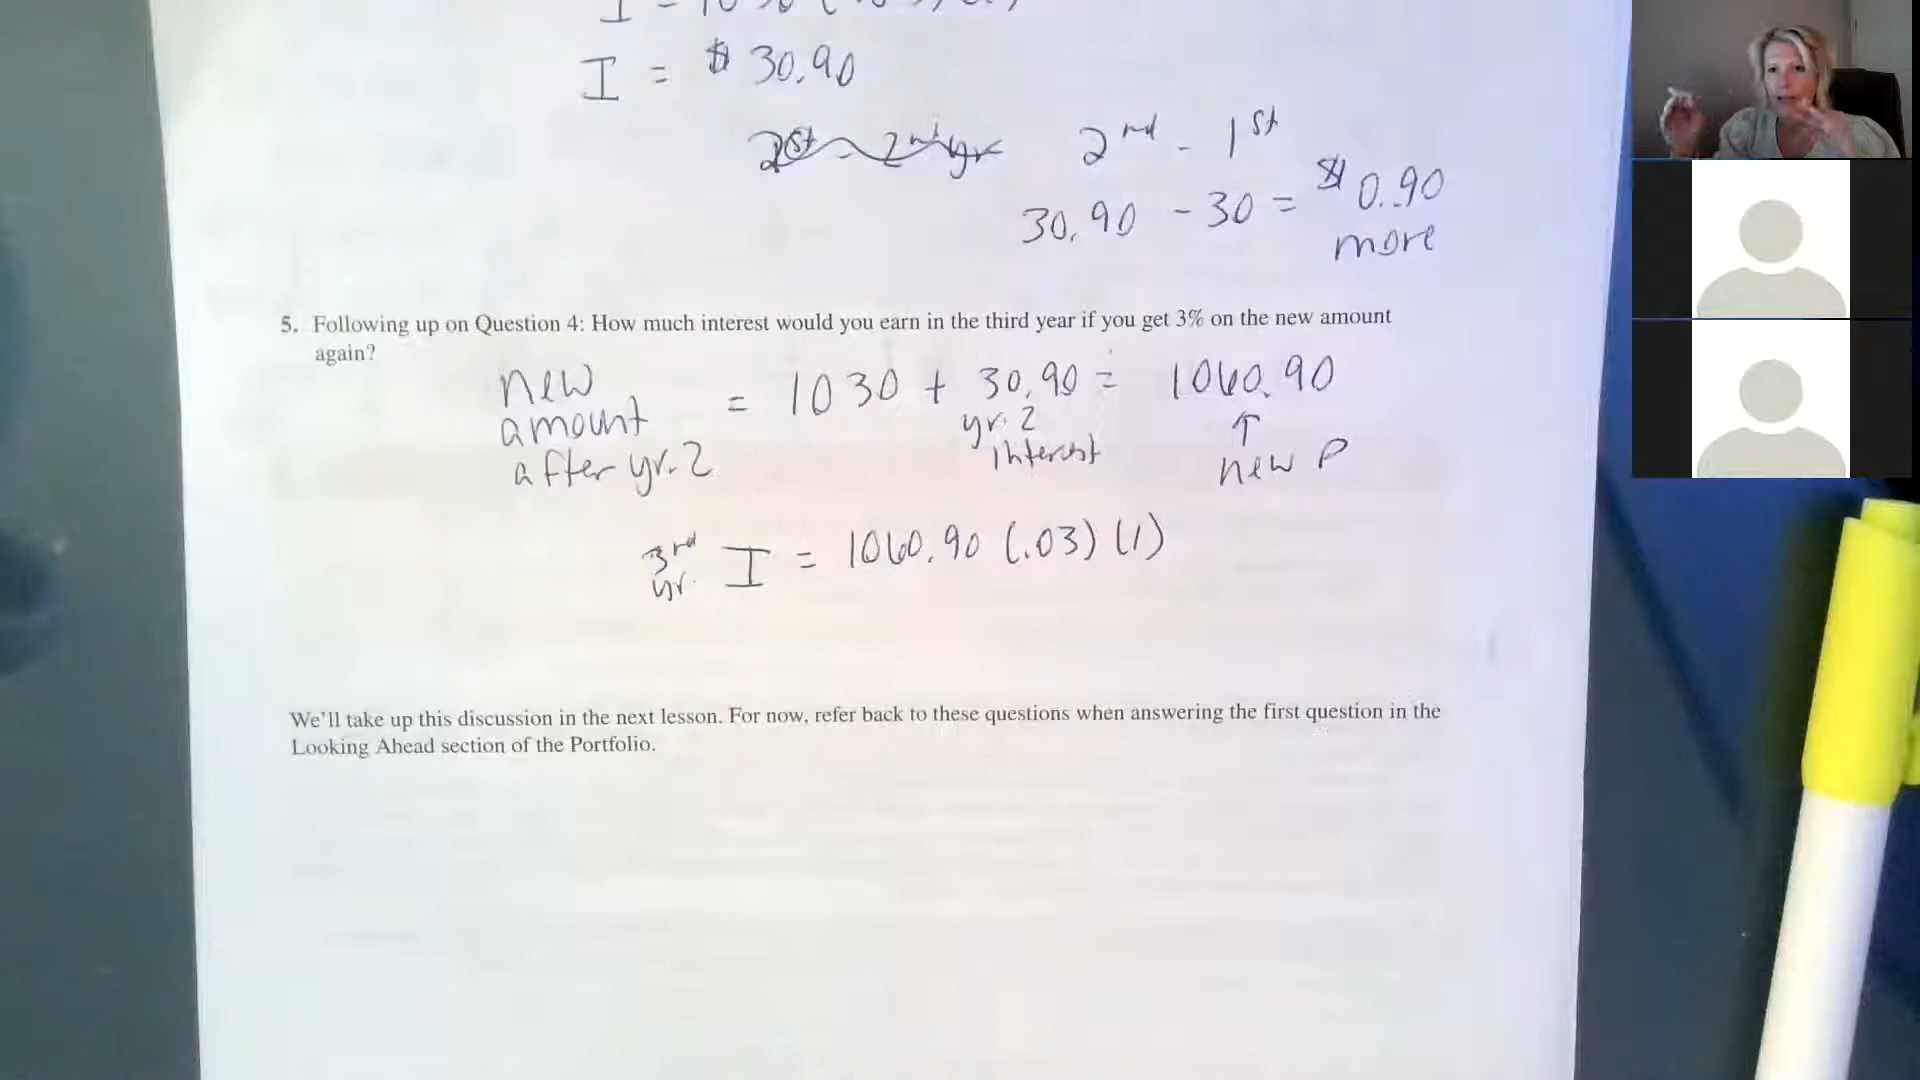 I = $ 30.90
2nd - 1st
30.90 - 30 = $0.90
more
5. Following up on Question 4: How much interest would you earn in the third year if you get 3% on the new amount
again?
new
amount
after yr. 2
= 1030 + 30.90 = 1060.90
yr. 2
interest
↑
new P
3rd
yr.
I = 1060.90 (.03) (1)
We'll take up this discussion in the next lesson. For now, refer back to these questions when answering the first question in the
Looking Ahead section of the Portfolio.